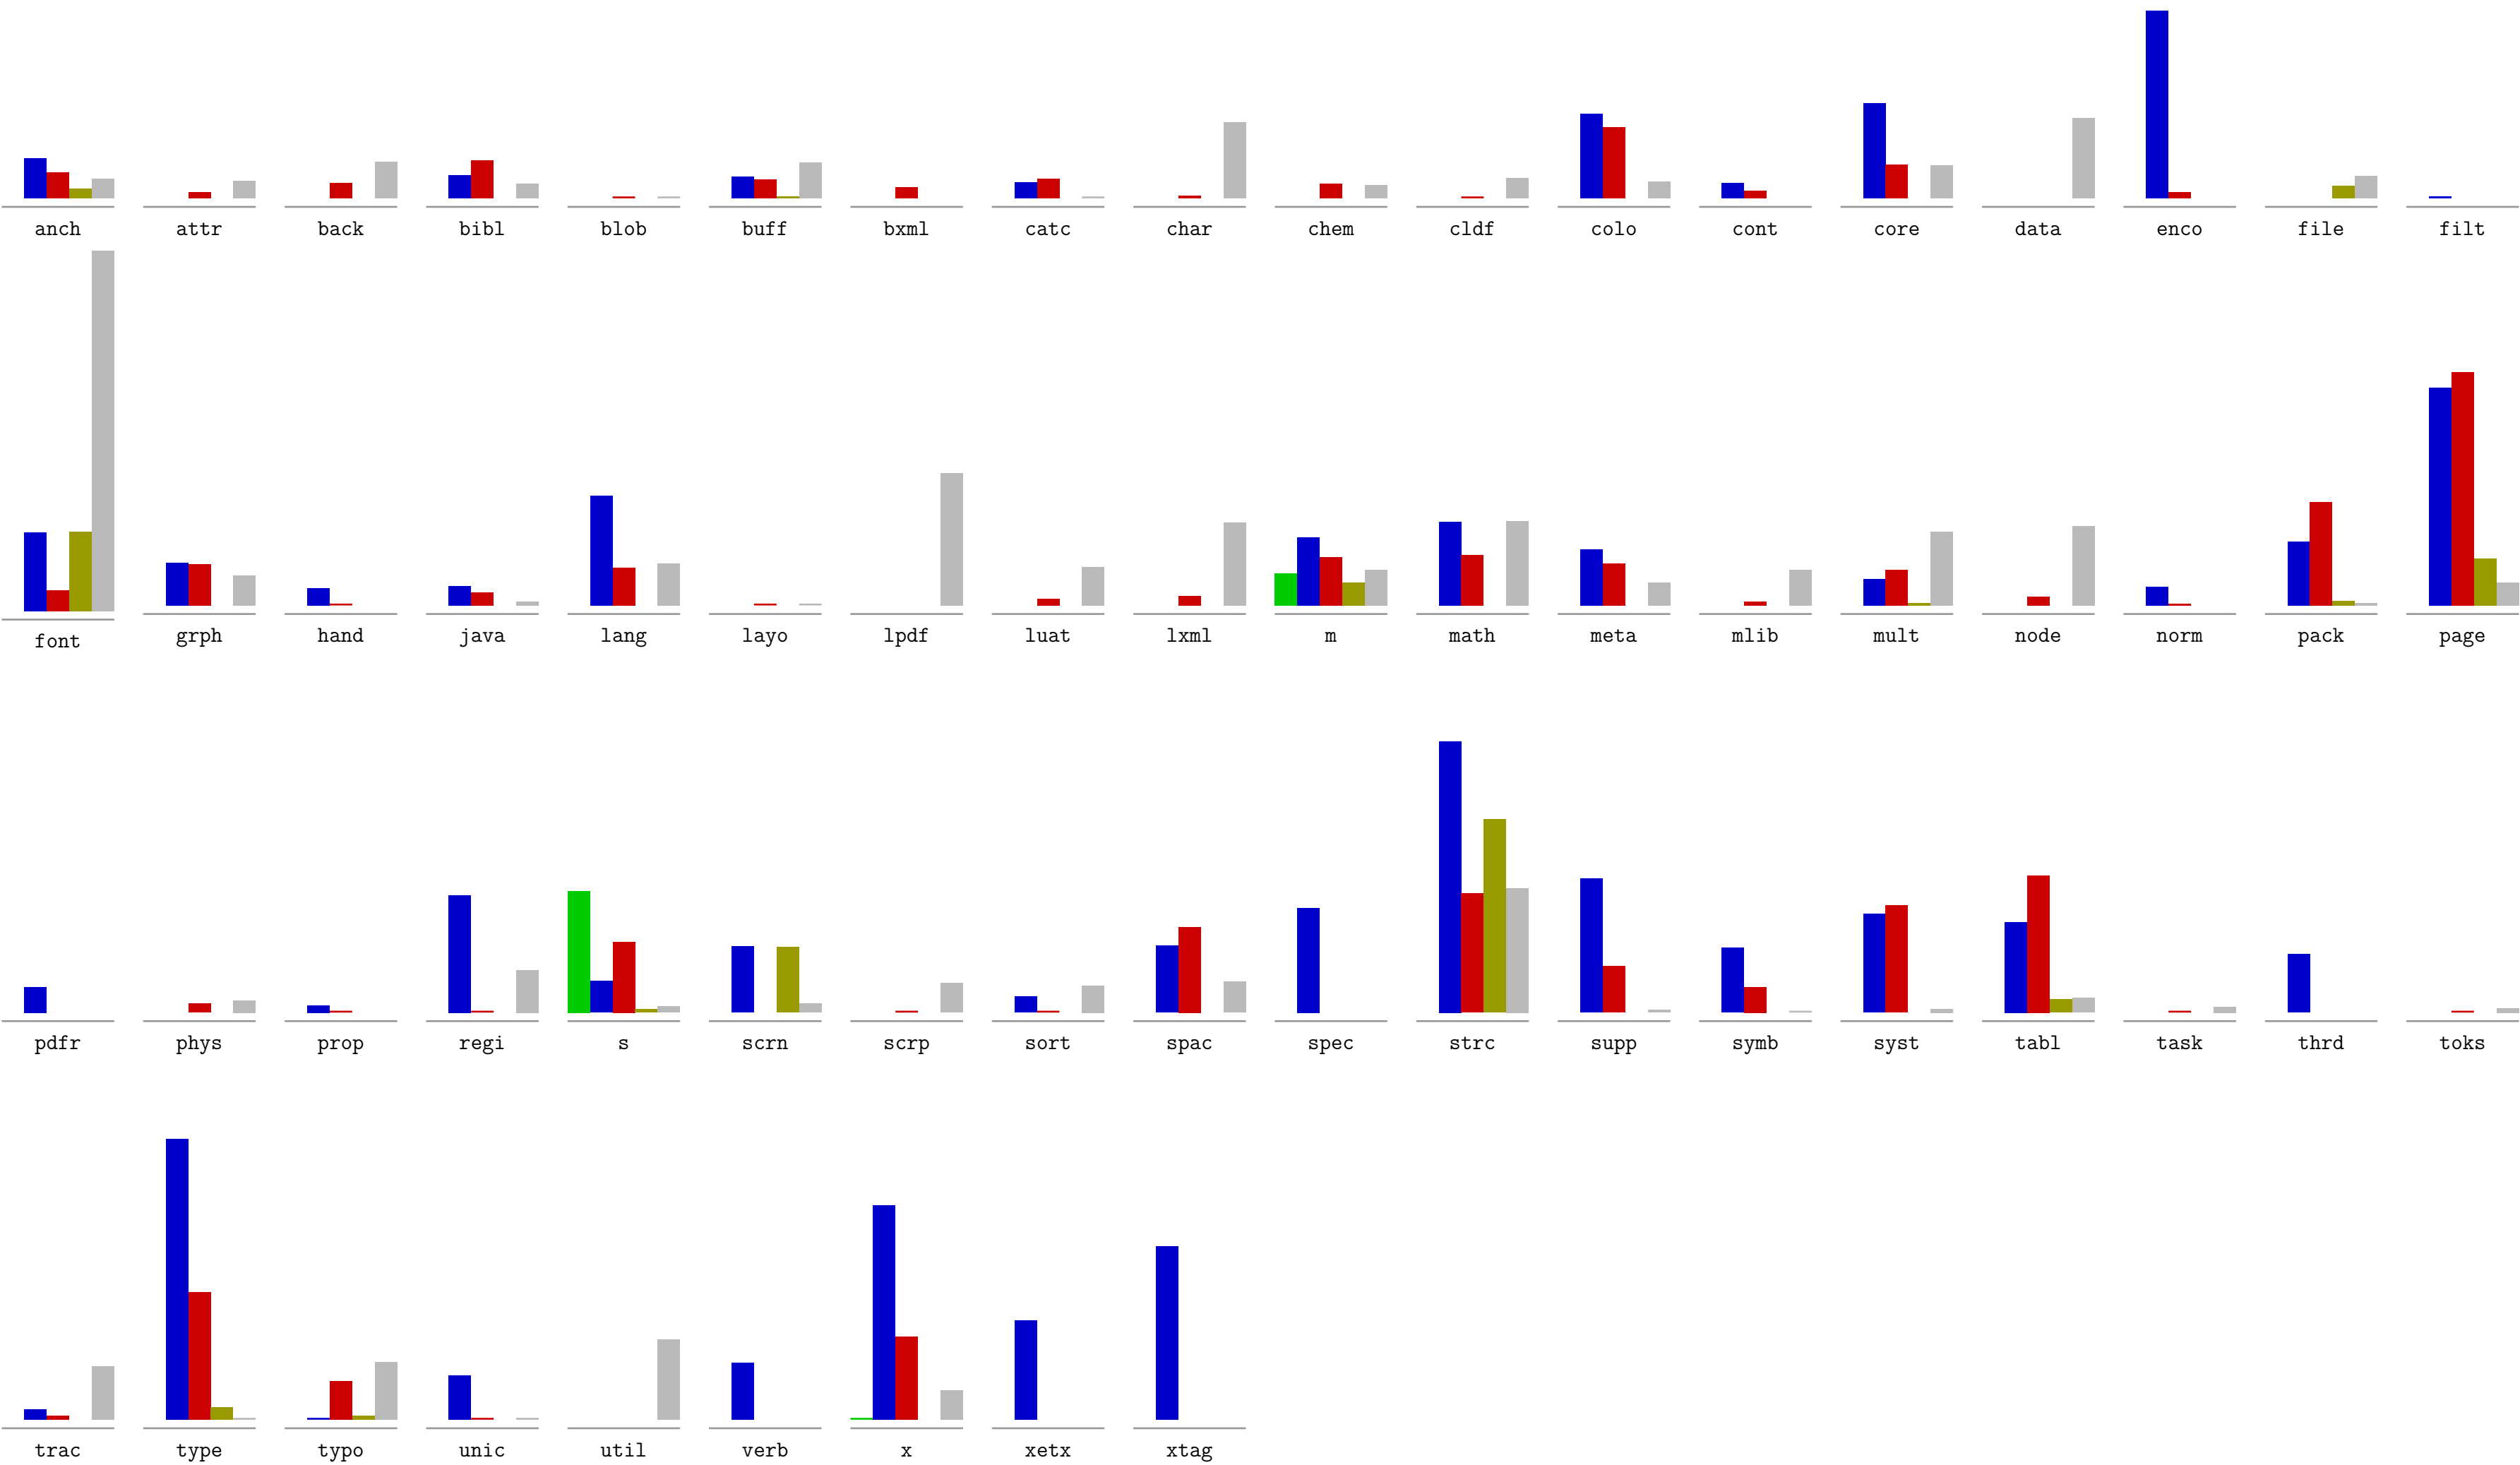 anch attr back bibl blob buff bxml catc char chem cldf colo cont core data enco file filt
font grph hand java lang layo lpdf luat lxml m math meta mlib mult node norm pack page
pdfr phys prop regi s scrn scrp sort spac spec strc supp symb syst tabl task thrd toks
trac type typo unic util verb x xetx xtag